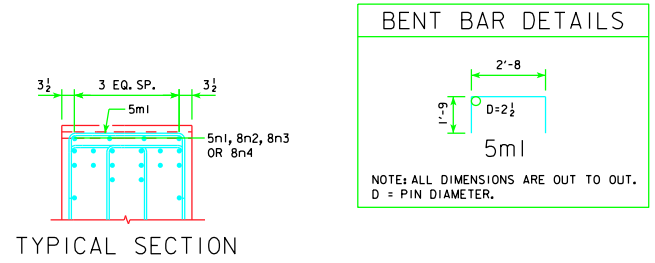 BENT BAR DETAILS
3½ 3 EQ. SP. 3½
5m1
5n1, 8n2, 8n3
OR 8n4
TYPICAL SECTION
2'-8
1'-9
D=2½
5m1
NOTE: ALL DIMENSIONS ARE OUT TO OUT.
D = PIN DIAMETER.